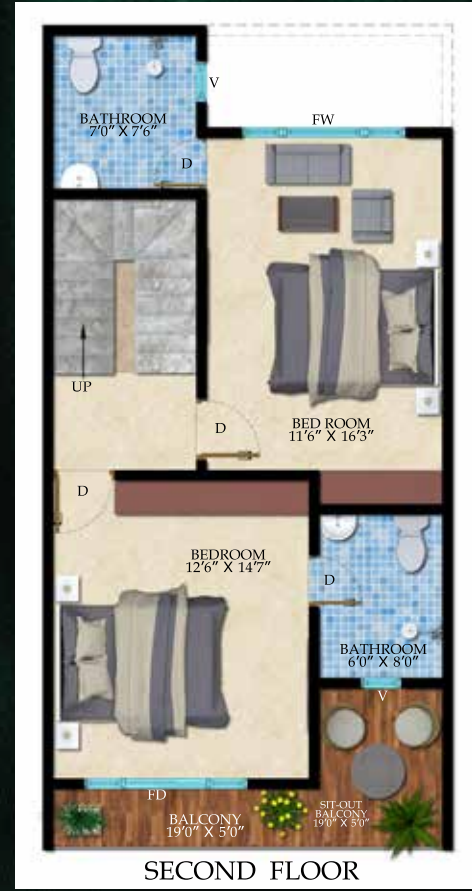 V
BATHROOM
7'0" X 7'6"
FW
D
UP
D
BED ROOM
11'6" X 16'3"
D
BEDROOM
12'6" X 14'7"
D
BATHROOM
6'0" X 8'0"
V
FD
BALCONY
19'0" X 5'0"
SIT-OUT
BALCONY
19'0" X 5'0"
SECOND FLOOR